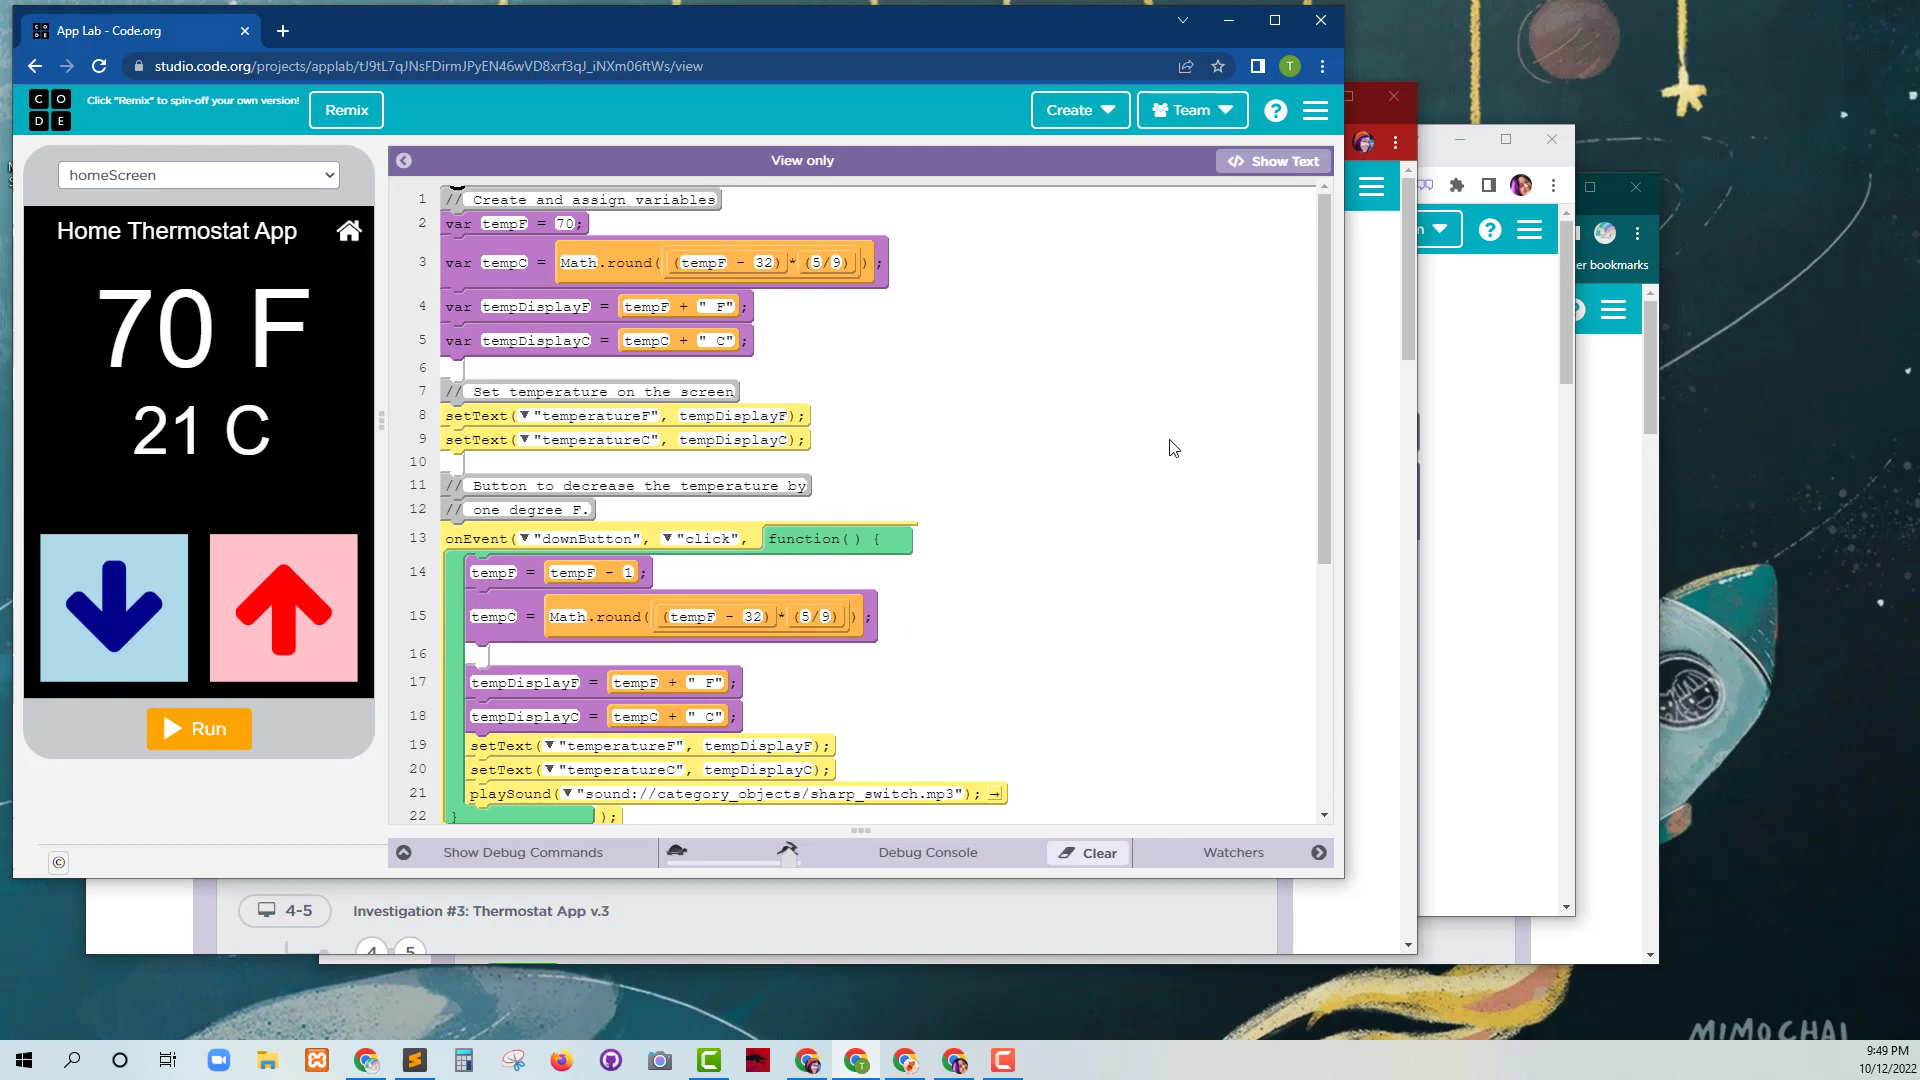 App Lab - Code.org
studio.code.org/projects/applab/tJ9tL7qJNsFDirmJPyEN46wVD8xrf3qJ_iNXm06ftWs/view
T
C O D E
Click "Remix" to spin-off your own version!
Remix
Create
Team
?
homeScreen
View only
Show Text
Home Thermostat App
70 F
21 C
Run
1 // Create and assign variables
2 var tempF = 70;
3 var tempC = Math.round( (tempF - 32) * (5/9) ) ;
4 var tempDisplayF = tempF + " F" ;
5 var tempDisplayC = tempC + " C" ;
6
7 // Set temperature on the screen
8 setText( "temperatureF", tempDisplayF);
9 setText( "temperatureC", tempDisplayC);
10
11 // Button to decrease the temperature by
12 // one degree F.
13 onEvent( "downButton", "click", function( ) {
14 tempF = tempF - 1 ;
15 tempC = Math.round( (tempF - 32) * (5/9) ) ;
16
17 tempDisplayF = tempF + " F" ;
18 tempDisplayC = tempC + " C" ;
19 setText( "temperatureF", tempDisplayF);
20 setText( "temperatureC", tempDisplayC);
21 playSound( "sound://category_objects/sharp_switch.mp3");
22 } );
©
Show Debug Commands
Debug Console
Clear
Watchers
n
?
er bookmarks
4-5
Investigation #3: Thermostat App v.3
4 5
MIMOCHAI
9:49 PM
10/12/2022